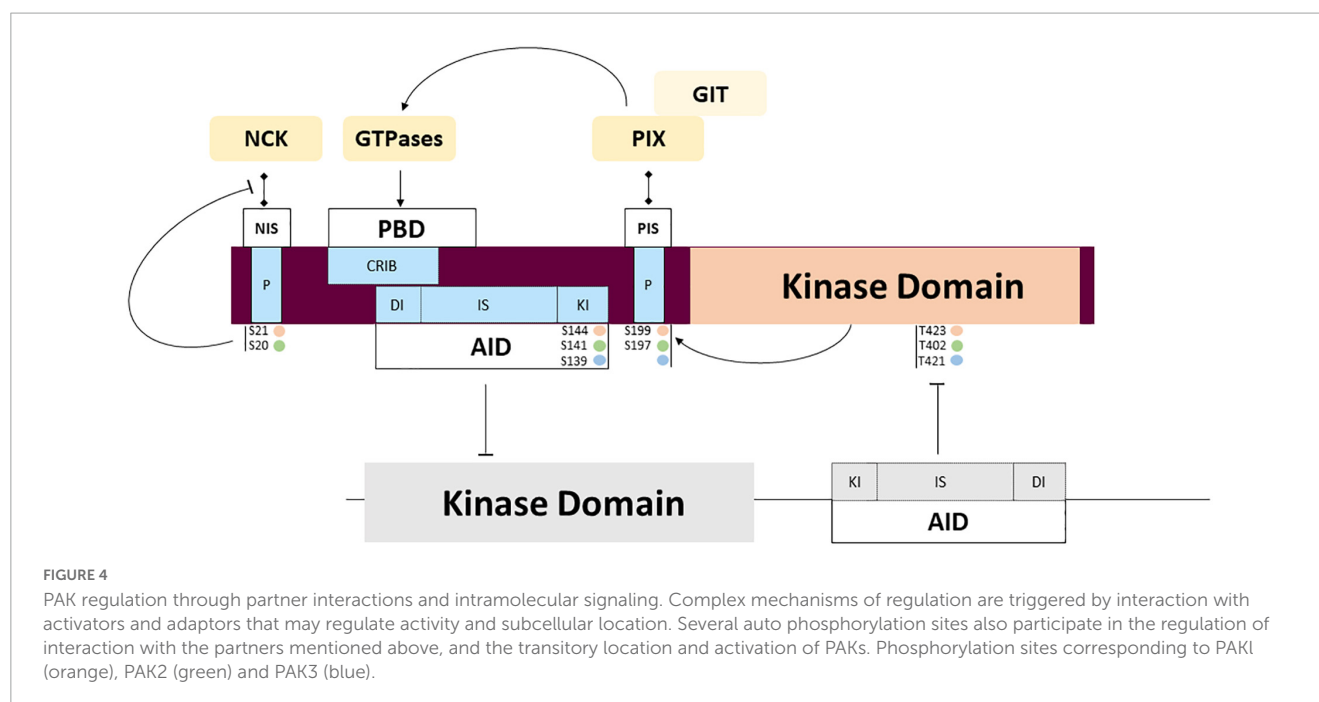 GIT
NCK
GTPases
PIX
NIS
PBD
PIS
P
CRIB
P
Kinase Domain
DI
IS
KI
S21
S20
AID
S144
S141
S139
S199
S197
T423
T402
T421
Kinase Domain
KI
IS
DI
AID
FIGURE 4
PAK regulation through partner interactions and intramolecular signaling. Complex mechanisms of regulation are triggered by interaction with
activators and adaptors that may regulate activity and subcellular location. Several auto phosphorylation sites also participate in the regulation of
interaction with the partners mentioned above, and the transitory location and activation of PAKs. Phosphorylation sites corresponding to PAKl
(orange), PAK2 (green) and PAK3 (blue).